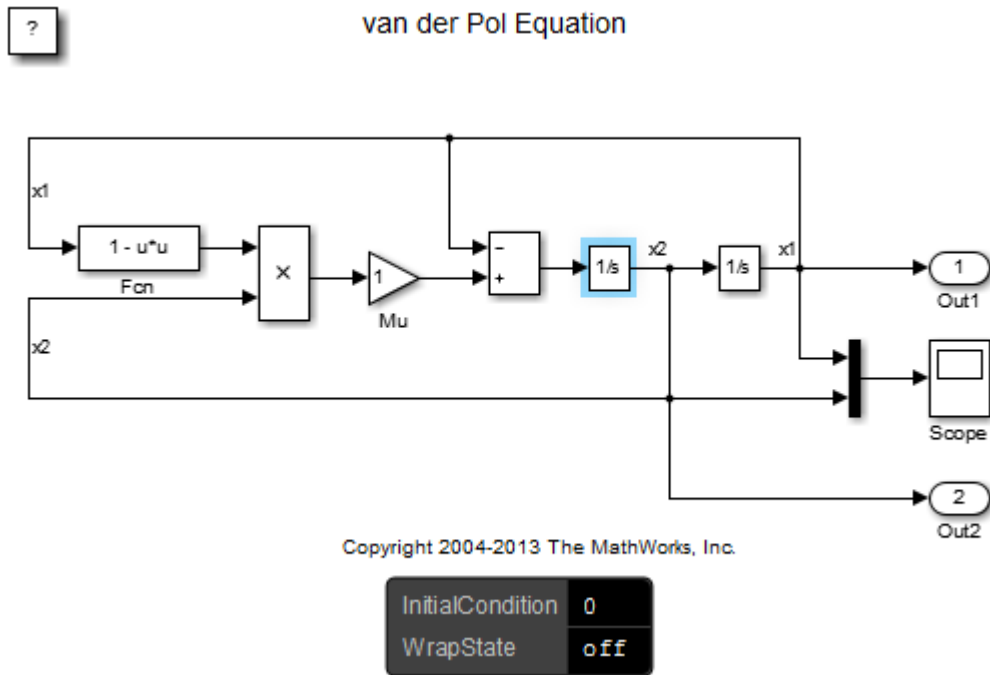 ?
van der Pol Equation
x1
1 - u*u
Fcn
×
1
Mu
−
+
1/s
x2
1/s
x1
1
Out1
x2
Scope
2
Out2
Copyright 2004-2013 The MathWorks, Inc.
InitialCondition 0
WrapState off